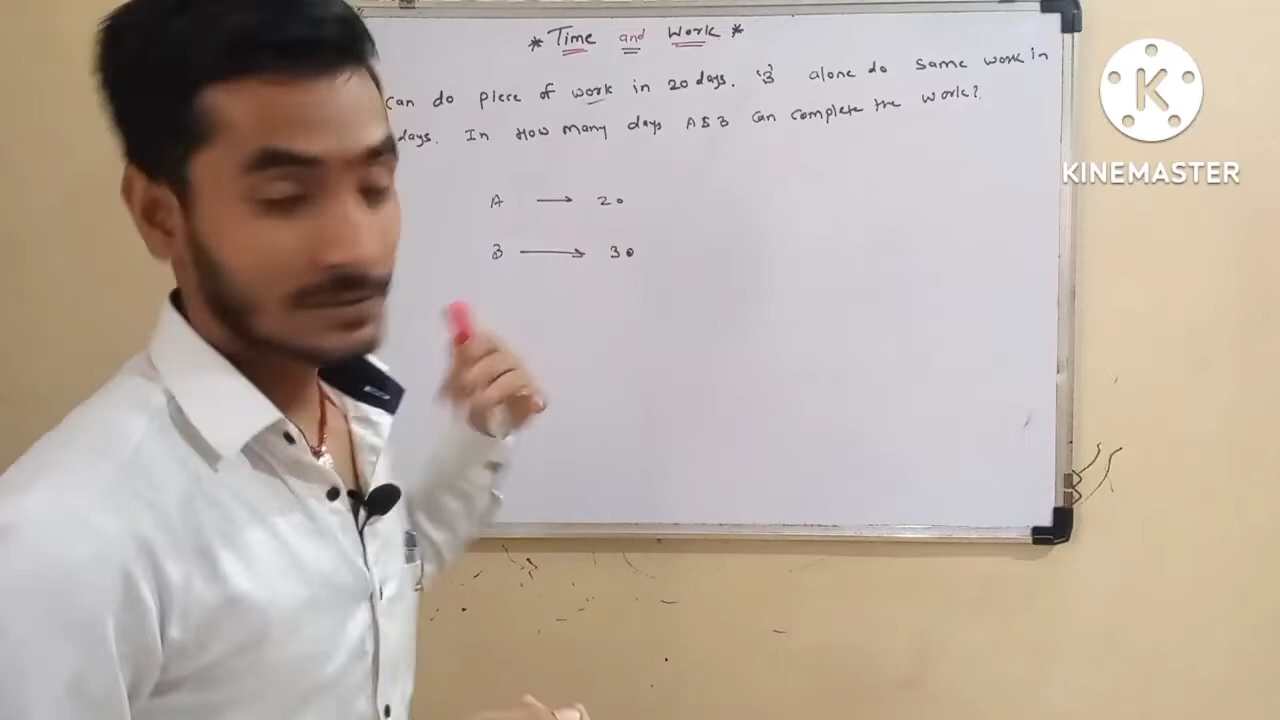 * Time and Work *
can do piece of work in 20 days. 'B' alone do same work in
days. In How many days A & B can complete the work?
A → 20
B → 30
K
KINEMASTER